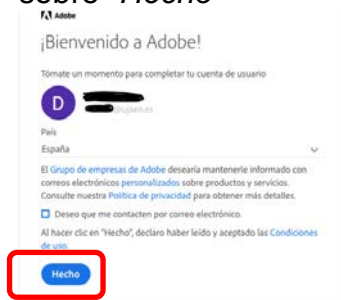 sobre "Hecho"
Adobe
¡Bienvenido a Adobe!
Tómate un momento para completar tu cuenta de usuario
D
@ujaen.es
País
España
El Grupo de empresas de Adobe desearía mantenerle informado con
correos electrónicos personalizados sobre productos y servicios.
Consulte nuestra Política de privacidad para obtener más detalles.
Deseo que me contacten por correo electrónico.
Al hacer clic en "Hecho", declaro haber leído y aceptado las Condiciones
de uso.
Hecho